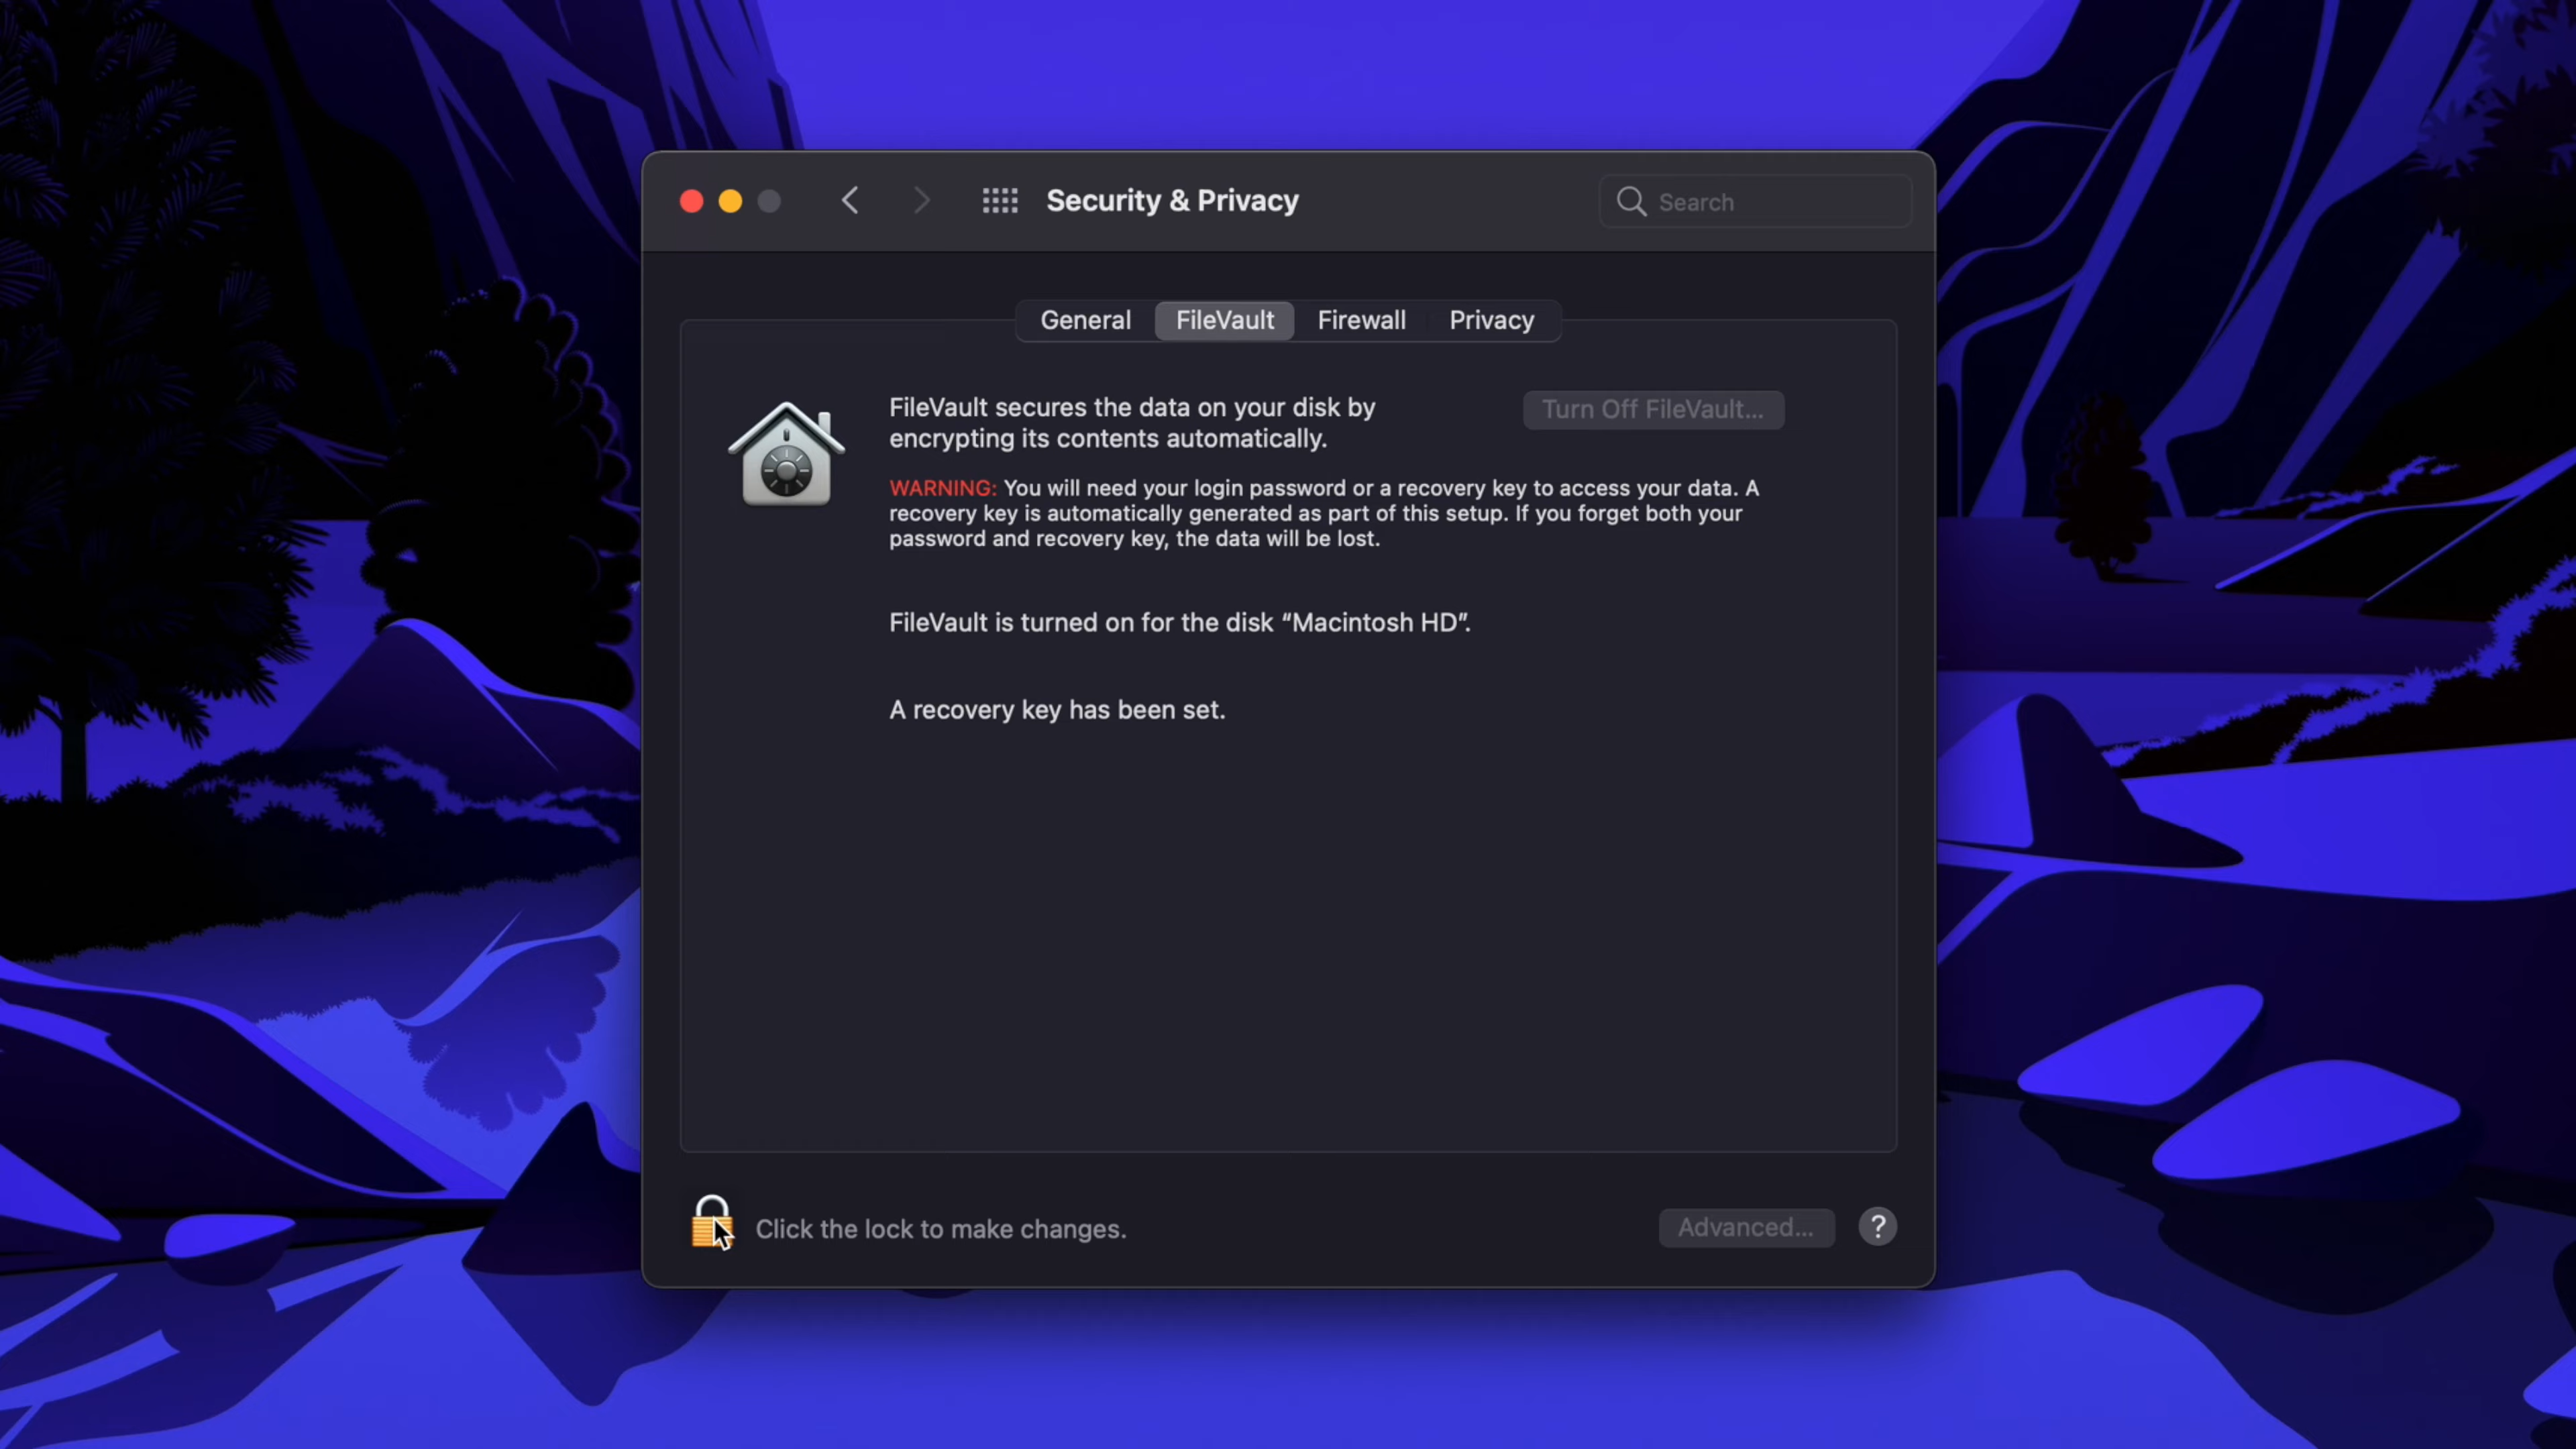 Security & Privacy
Search
General
FileVault
Firewall
Privacy
FileVault secures the data on your disk by
encrypting its contents automatically.
Turn Off FileVault...
WARNING: You will need your login password or a recovery key to access your data. A
recovery key is automatically generated as part of this setup. If you forget both your
password and recovery key, the data will be lost.
FileVault is turned on for the disk “Macintosh HD”.
A recovery key has been set.
Click the lock to make changes.
Advanced...
?